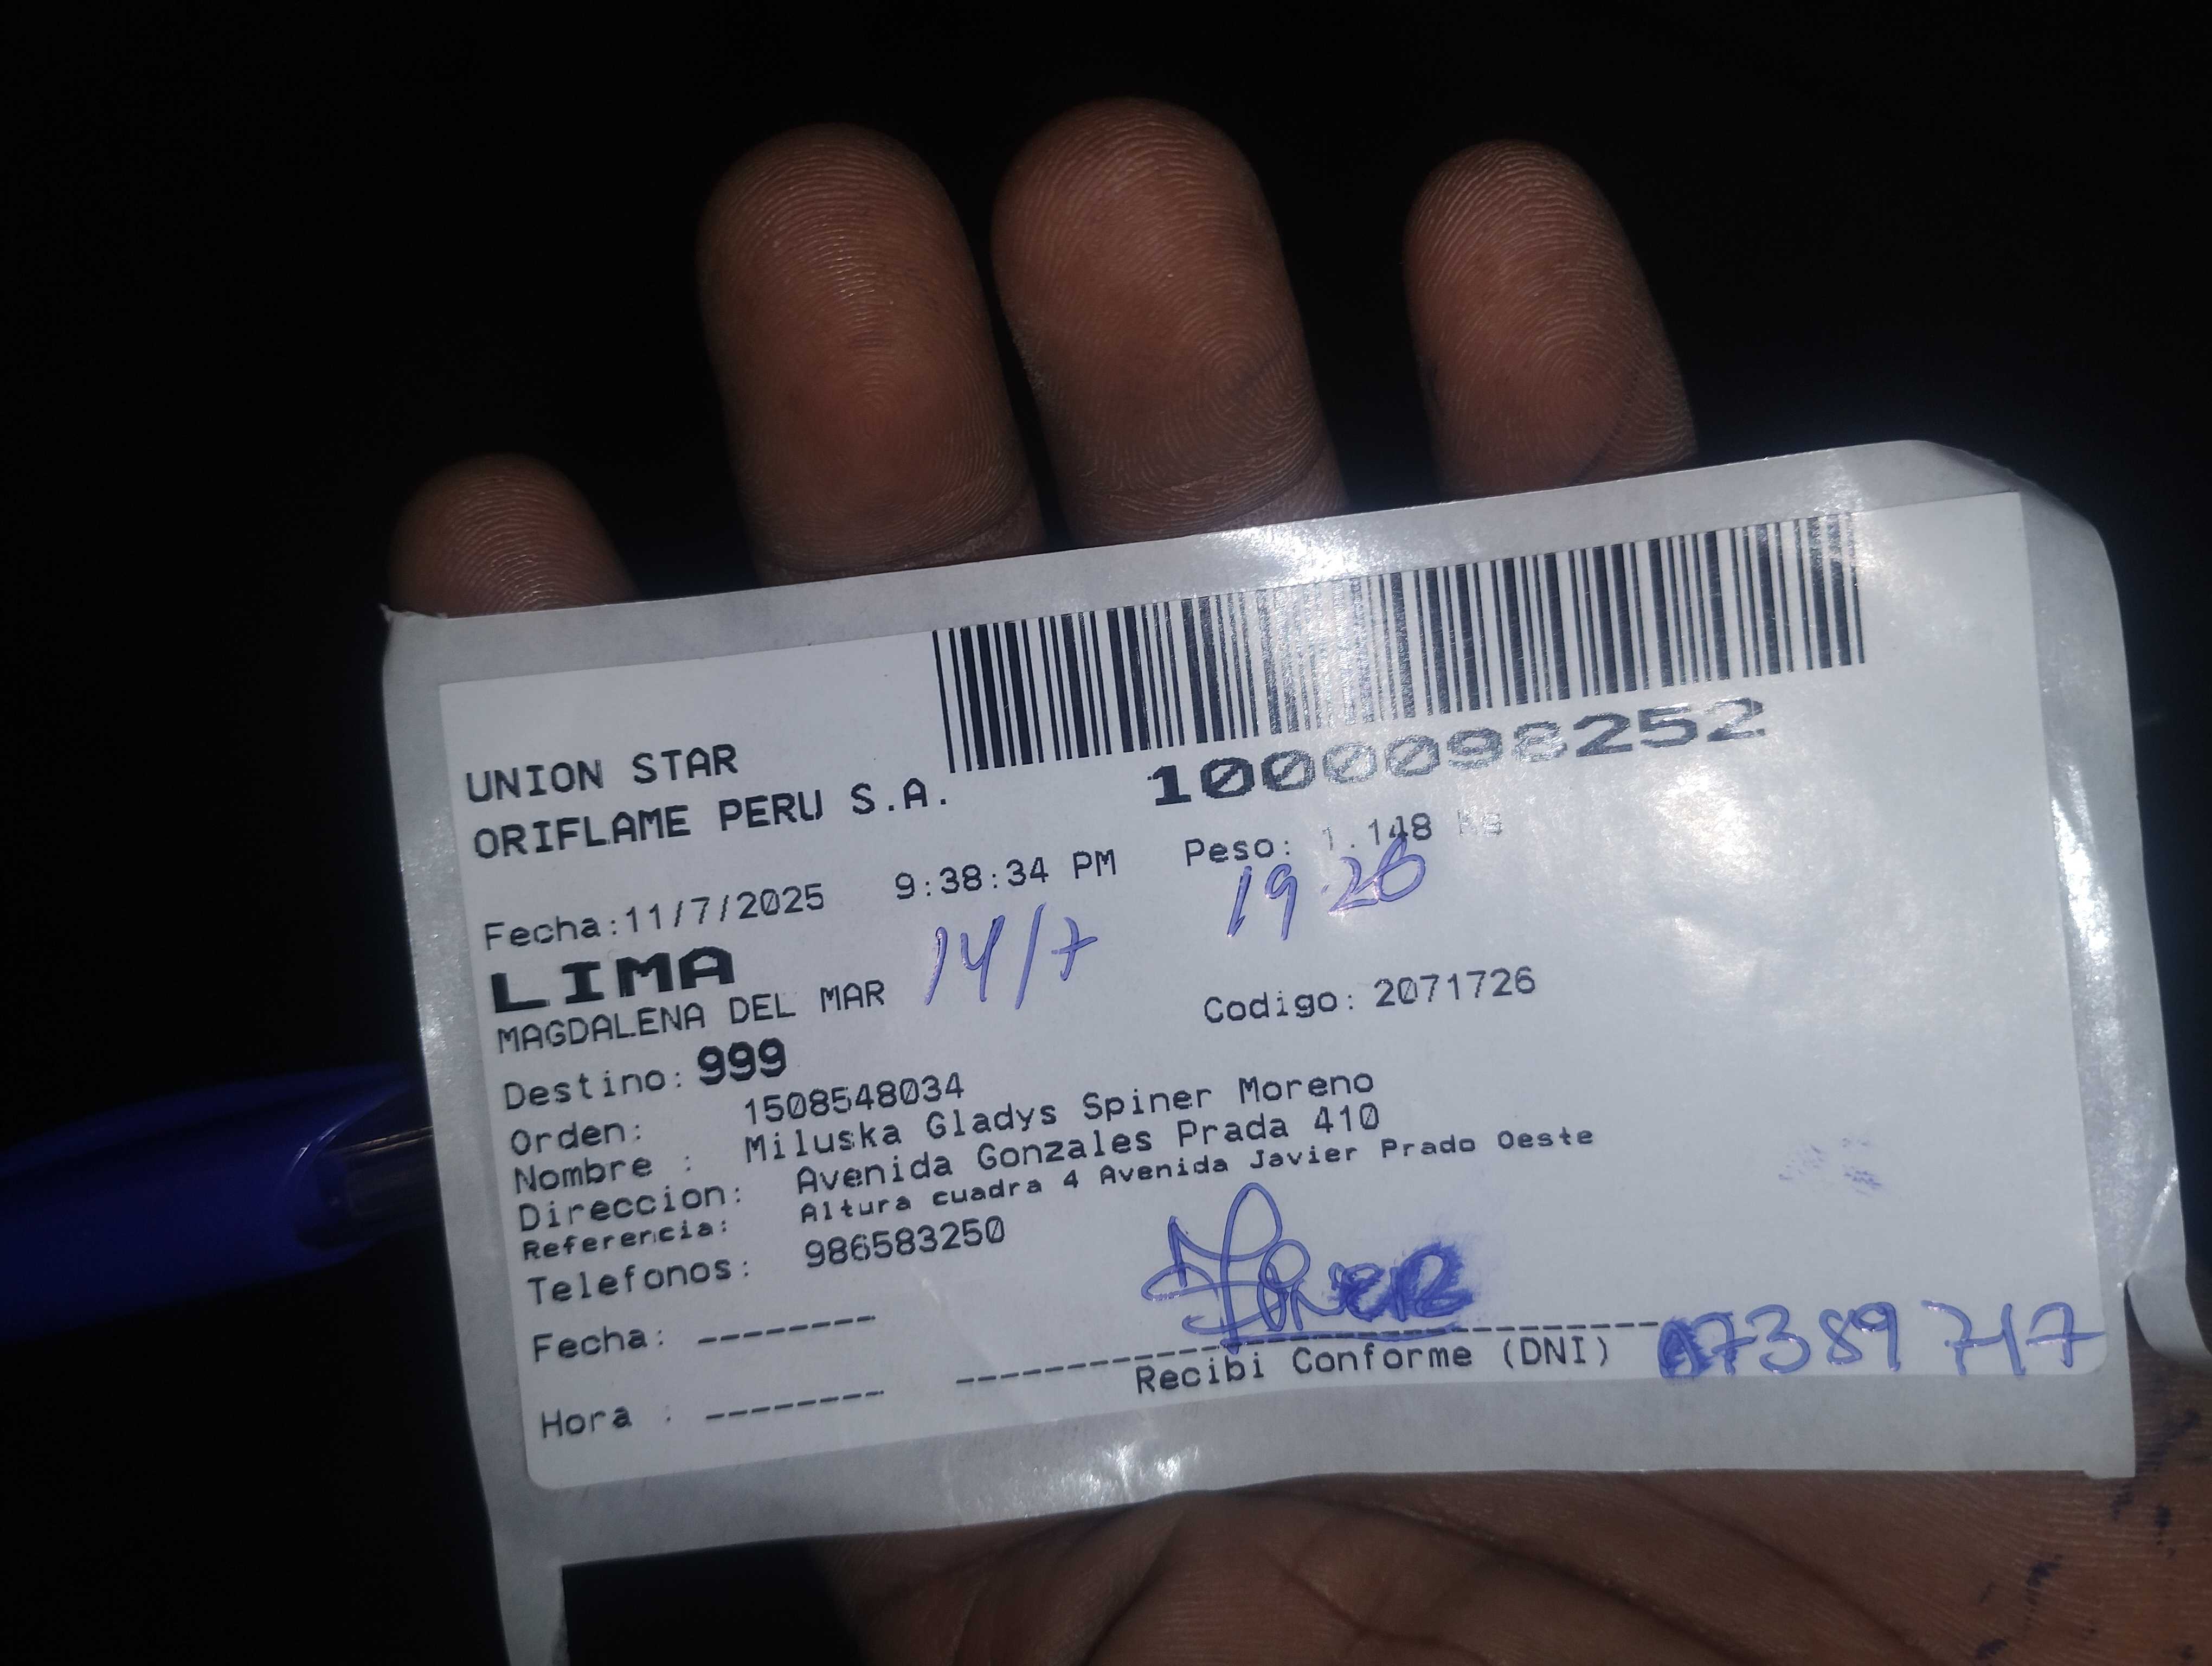 1000098252
UNION STAR
ORIFLAME PERU S.A.
Fecha:11/7/2025 9:38:34 PM Peso: 1.148 Kg
14/7 19 26
LIMA
MAGDALENA DEL MAR
Codigo: 2071726
Destino: 999
Orden: 1508548034
Nombre : Miluska Gladys Spiner Moreno
Direccion: Avenida Gonzales Prada 410
Referencia: Altura cuadra 4 Avenida Javier Prado Oeste
Telefonos: 986583250
Fecha: --------
Hora : --------
Recibi Conforme (DNI)